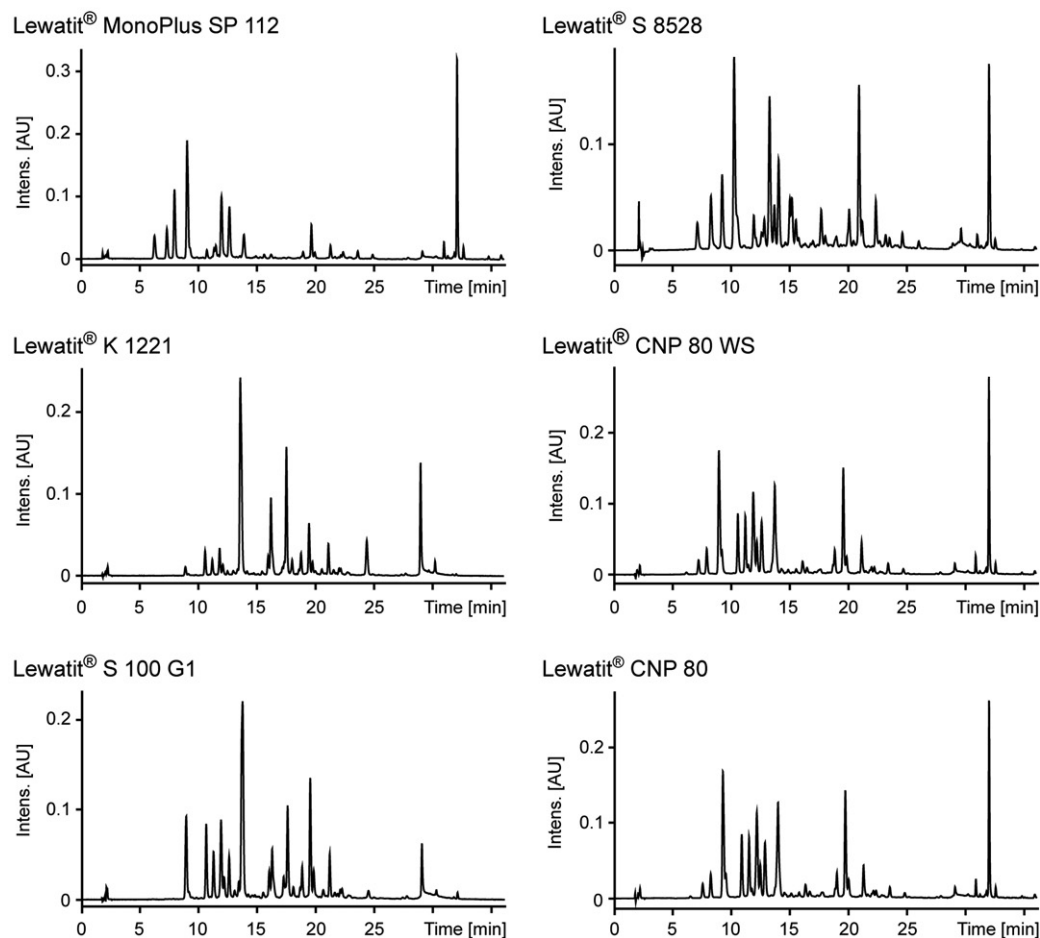 Lewatit® MonoPlus SP 112
Intens. [AU]
0.3
0.2
0.1
0
0 5 10 15 20 25 Time [min]
Lewatit® S 8528
Intens. [AU]
0.1
0
0 5 10 15 20 25 Time [min]
Lewatit® K 1221
Intens. [AU]
0.2
0.1
0
0 5 10 15 20 25 Time [min]
Lewatit® CNP 80 WS
Intens. [AU]
0.2
0.1
0
0 5 10 15 20 25 Time [min]
Lewatit® S 100 G1
Intens. [AU]
0.2
0.1
0
0 5 10 15 20 25 Time [min]
Lewatit® CNP 80
Intens. [AU]
0.2
0.1
0
0 5 10 15 20 25 Time [min]